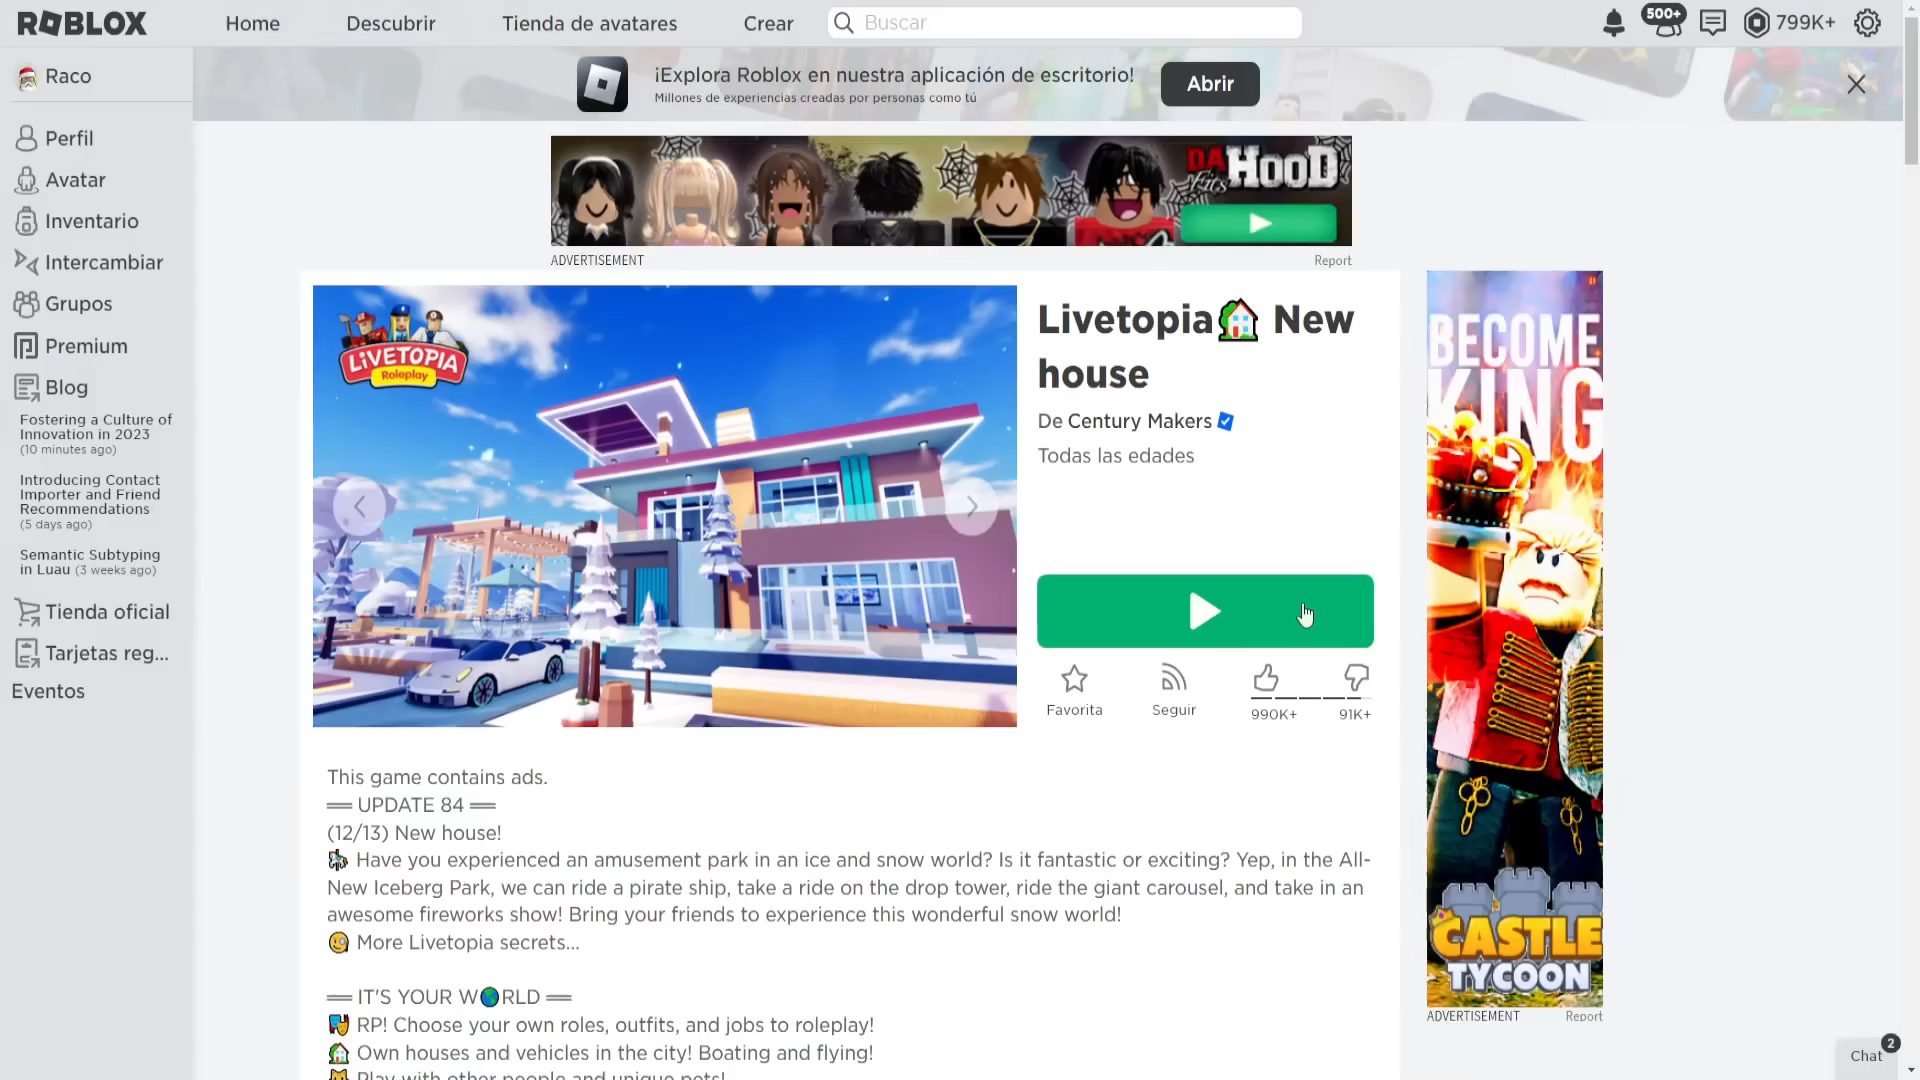 ROBLOX
Home
Descubrir
Tienda de avatares
Crear
Buscar
500+
799K+
Raco
Perfil
Avatar
Inventario
Intercambiar
Grupos
Premium
Blog
Fostering a Culture of
Innovation in 2023
(10 minutes ago)
Introducing Contact
Importer and Friend
Recommendations
(5 days ago)
Semantic Subtyping
in Luau (3 weeks ago)
Tienda oficial
Tarjetas reg...
Eventos
¡Explora Roblox en nuestra aplicación de escritorio!
Millones de experiencias creadas por personas como tú
Abrir
DA HOOD
Fits
ADVERTISEMENT
Report
LIVETOPIA
Roleplay
Livetopia🏠 New
house
De Century Makers
Todas las edades
Favorita
Seguir
990K+
91K+
This game contains ads.
══ UPDATE 84 ══
(12/13) New house!
🎠 Have you experienced an amusement park in an ice and snow world? Is it fantastic or exciting? Yep, in the All-
New Iceberg Park, we can ride a pirate ship, take a ride on the drop tower, ride the giant carousel, and take in an
awesome fireworks show! Bring your friends to experience this wonderful snow world!
🧐 More Livetopia secrets...
══ IT'S YOUR W🌎RLD ══
🎭 RP! Choose your own roles, outfits, and jobs to roleplay!
🏡 Own houses and vehicles in the city! Boating and flying!
🐱 Play with other people and unique pets!
BECOME
KING
CASTLE
TYCOON
ADVERTISEMENT
Report
Chat
2